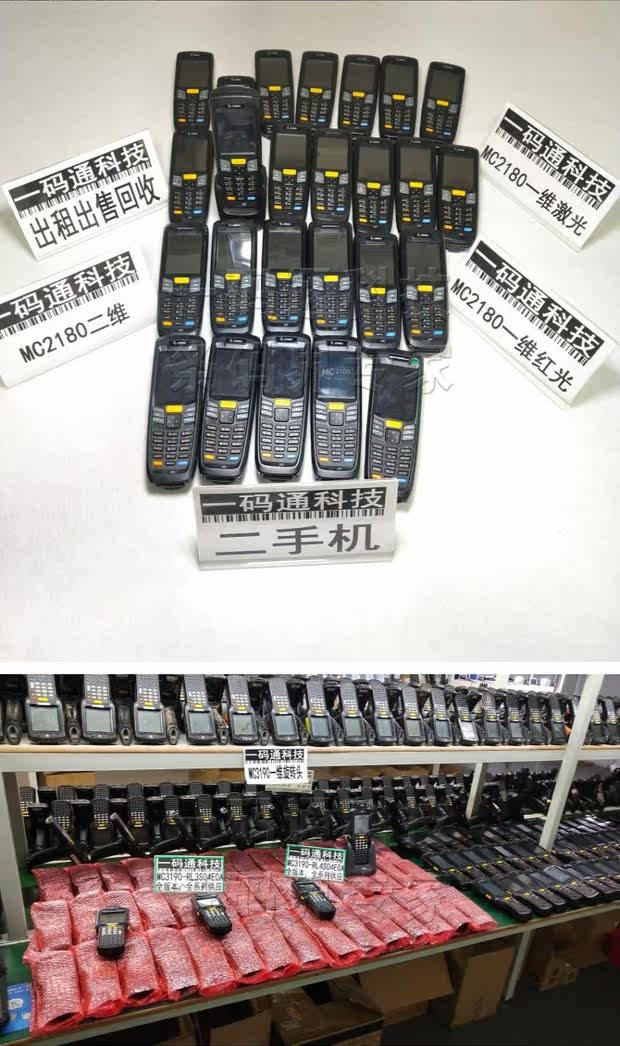 一码通科技
出租出售回收
一码通科技
MC2180一维激光
一码通科技
MC2180二维
一码通科技
MC2180一维红光
MC2100
一码通科技
二手机
一码通科技
MC3190一维旋转头
一码通科技
MC3190-RL3S04E0A
全版本，全系列供应
一码通科技
MC3190-RL4S04E0A
全版本，全系列供应